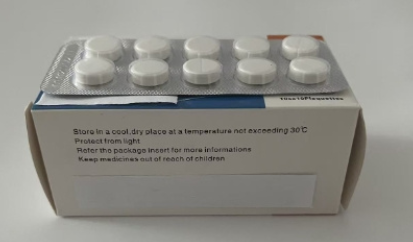 Store in a cool,dry place at a temperature not exceeding 30℃
Protect from light
Refer the package insert for more informations
Keep medicines out of reach of children